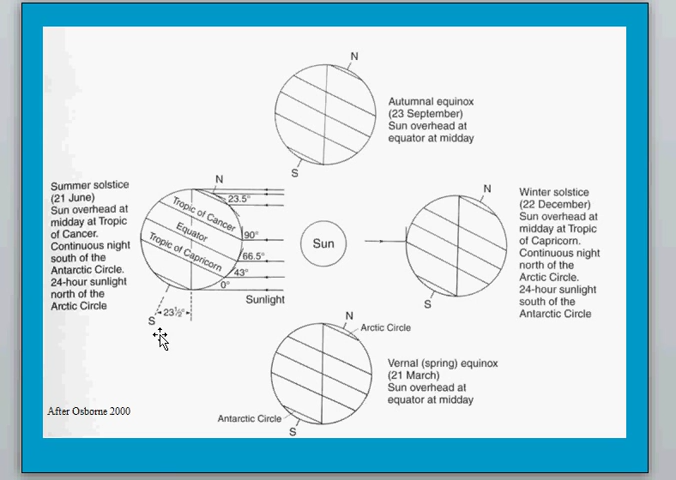 N
Autumnal equinox
(23 September)
Sun overhead at
equator at midday
S
Summer solstice
(21 June)
Sun overhead at
midday at Tropic
of Cancer.
Continuous night
south of the
Antarctic Circle.
24-hour sunlight
north of the
Arctic Circle
N
23.5°
Tropic of Cancer
Equator
Tropic of Capricorn
90°
66.5°
43°
0°
Sunlight
23½°
S
Sun
N
S
Winter solstice
(22 December)
Sun overhead at
midday at Tropic
of Capricorn.
Continuous night
north of the
Arctic Circle.
24-hour sunlight
south of the
Antarctic Circle
N
Arctic Circle
Vernal (spring) equinox
(21 March)
Sun overhead at
equator at midday
Antarctic Circle
S
After Osborne 2000